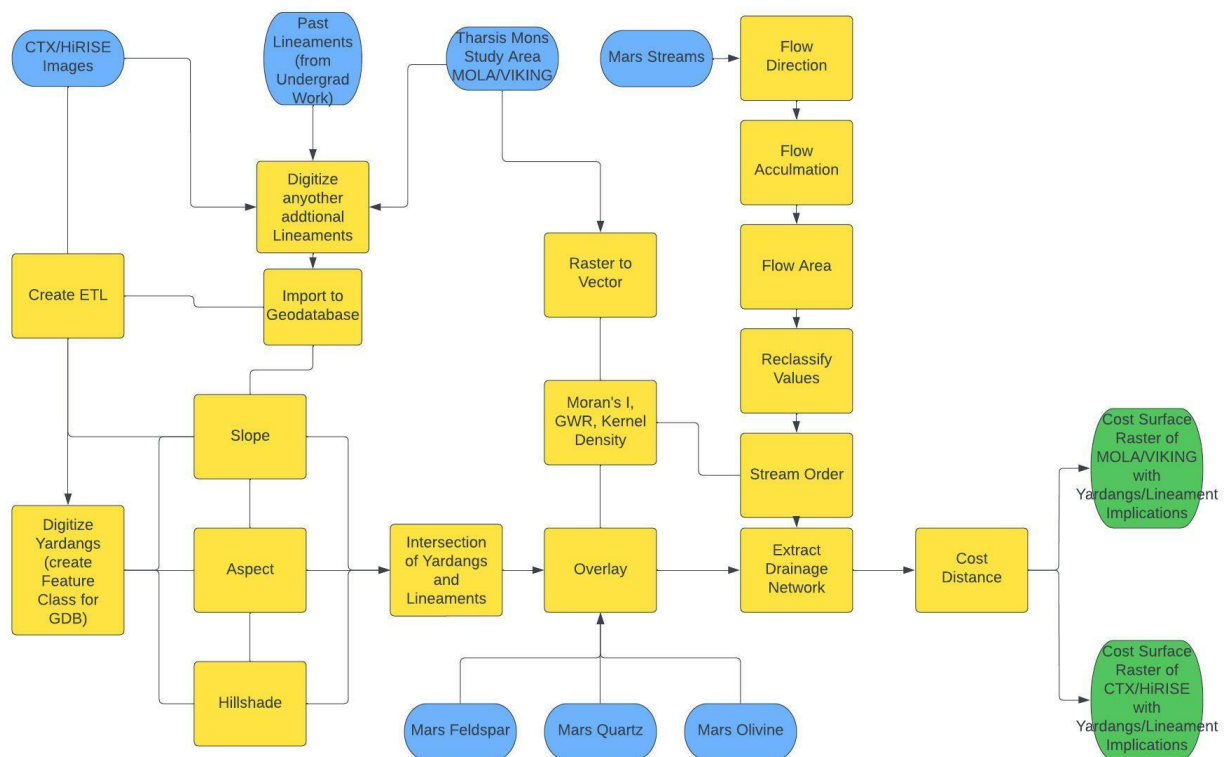 CTX/HiRISE
Images
Past
Lineaments
(from
Undergrad
Work)
Tharsis Mons
Study Area
MOLA/VIKING
Mars Streams
Flow
Direction
Flow
Acculmation
Digitize
anyother
addtional
Lineaments
Create ETL
Import to
Geodatabase
Raster to
Vector
Flow Area
Reclassify
Values
Slope
Moran's I,
GWR, Kernel
Density
Stream Order
Cost Surface
Raster of
MOLA/VIKING
with
Yardangs/Lineament
Implications
Digitize
Yardangs
(create
Feature
Class for
GDB)
Aspect
Intersection
of Yardangs
and
Lineaments
Overlay
Extract
Drainage
Network
Cost
Distance
Hillshade
Mars Feldspar
Mars Quartz
Mars Olivine
Cost Surface
Raster of
CTX/HiRISE
with
Yardangs/Lineament
Implications